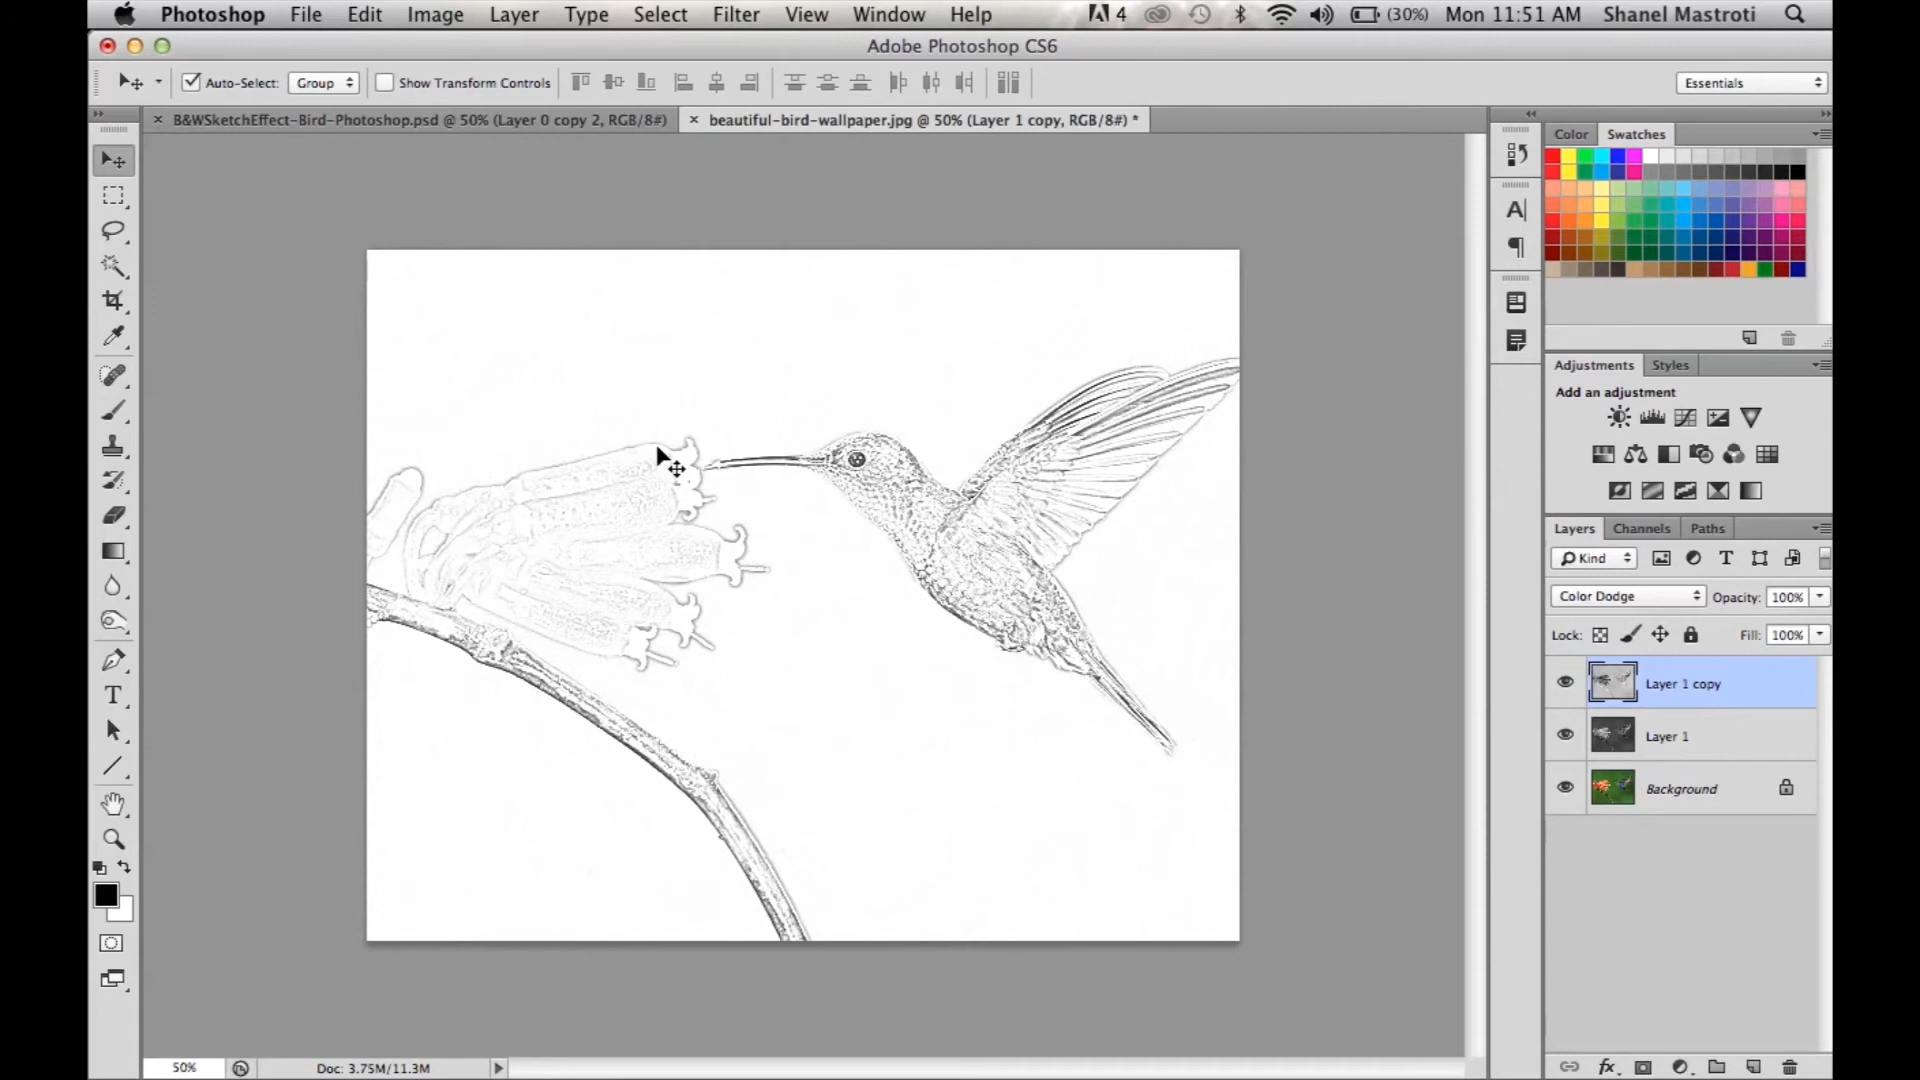 Photoshop File Edit Image Layer Type Select Filter View Window Help 4 (30%) Mon 11:51 AM Shanel Mastroti
Adobe Photoshop CS6
Auto-Select: Group Show Transform Controls Essentials
B&WSketchEffect-Bird-Photoshop.psd @ 50% (Layer 0 copy 2, RGB/8#) beautiful-bird-wallpaper.jpg @ 50% (Layer 1 copy, RGB/8#) *
Color Swatches
Adjustments Styles
Add an adjustment
Layers Channels Paths
Kind
Color Dodge Opacity: 100%
Lock: Fill: 100%
Layer 1 copy
Layer 1
Background
50% Doc: 3.75M/11.3M